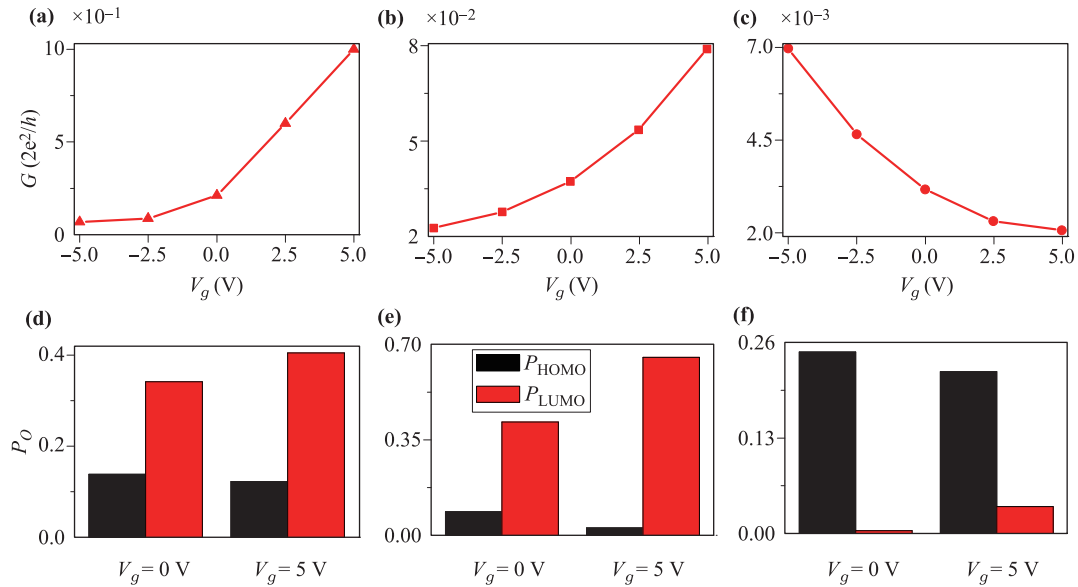 (a) ×10⁻¹
10
5
0
G (2e²/h)
−5.0 −2.5 0.0 2.5 5.0
V_g (V)
(b) ×10⁻²
8
5
2
−5.0 −2.5 0.0 2.5 5.0
V_g (V)
(c) ×10⁻³
7.0
4.5
2.0
−5.0 −2.5 0.0 2.5 5.0
V_g (V)
(d)
0.4
0.2
0.0
P_O
V_g = 0 V V_g = 5 V
(e)
0.70
0.35
0.00
P_HOMO
P_LUMO
V_g = 0 V V_g = 5 V
(f)
0.26
0.13
0.00
V_g = 0 V V_g = 5 V